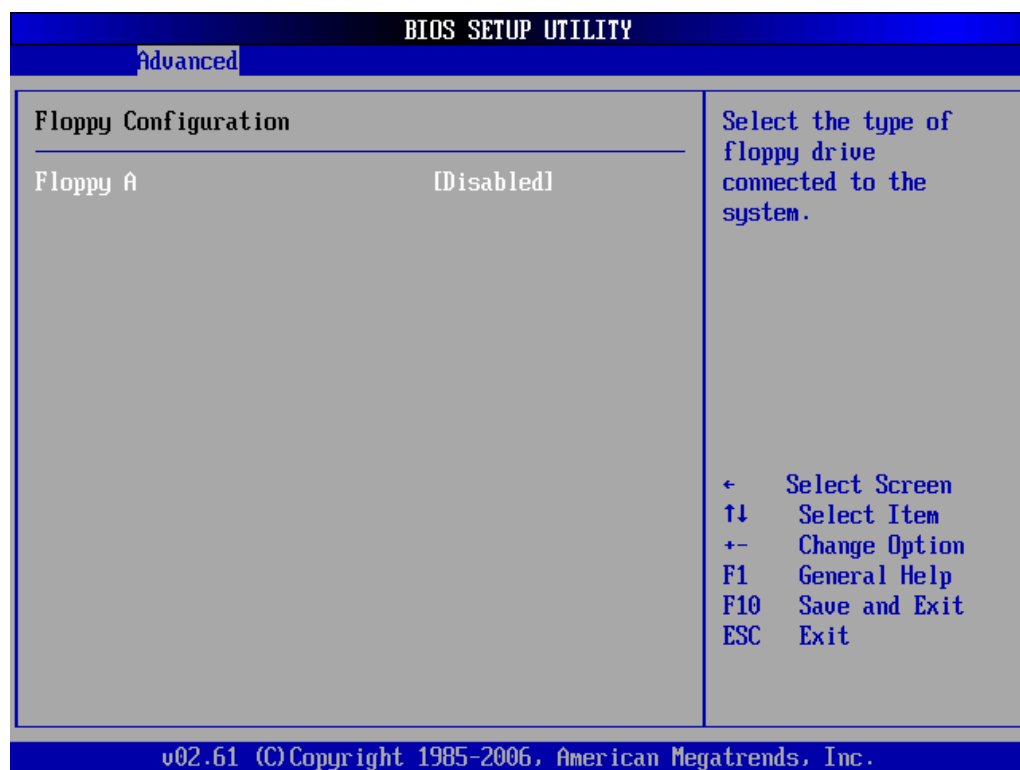 BIOS SETUP UTILITY
Advanced
Floppy Configuration
Floppy A [Disabled]
Select the type of
floppy drive
connected to the
system.
← Select Screen
↑↓ Select Item
+- Change Option
F1 General Help
F10 Save and Exit
ESC Exit
v02.61 (C)Copyright 1985-2006, American Megatrends, Inc.